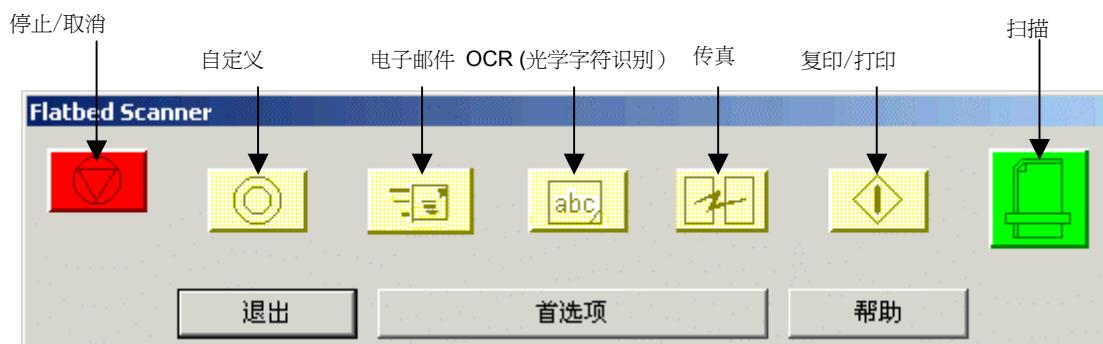 停止/取消
扫描
自定义
电子邮件 OCR (光学字符识别） 传真 复印/打印
Flatbed Scanner
abc
退出 首选项 帮助